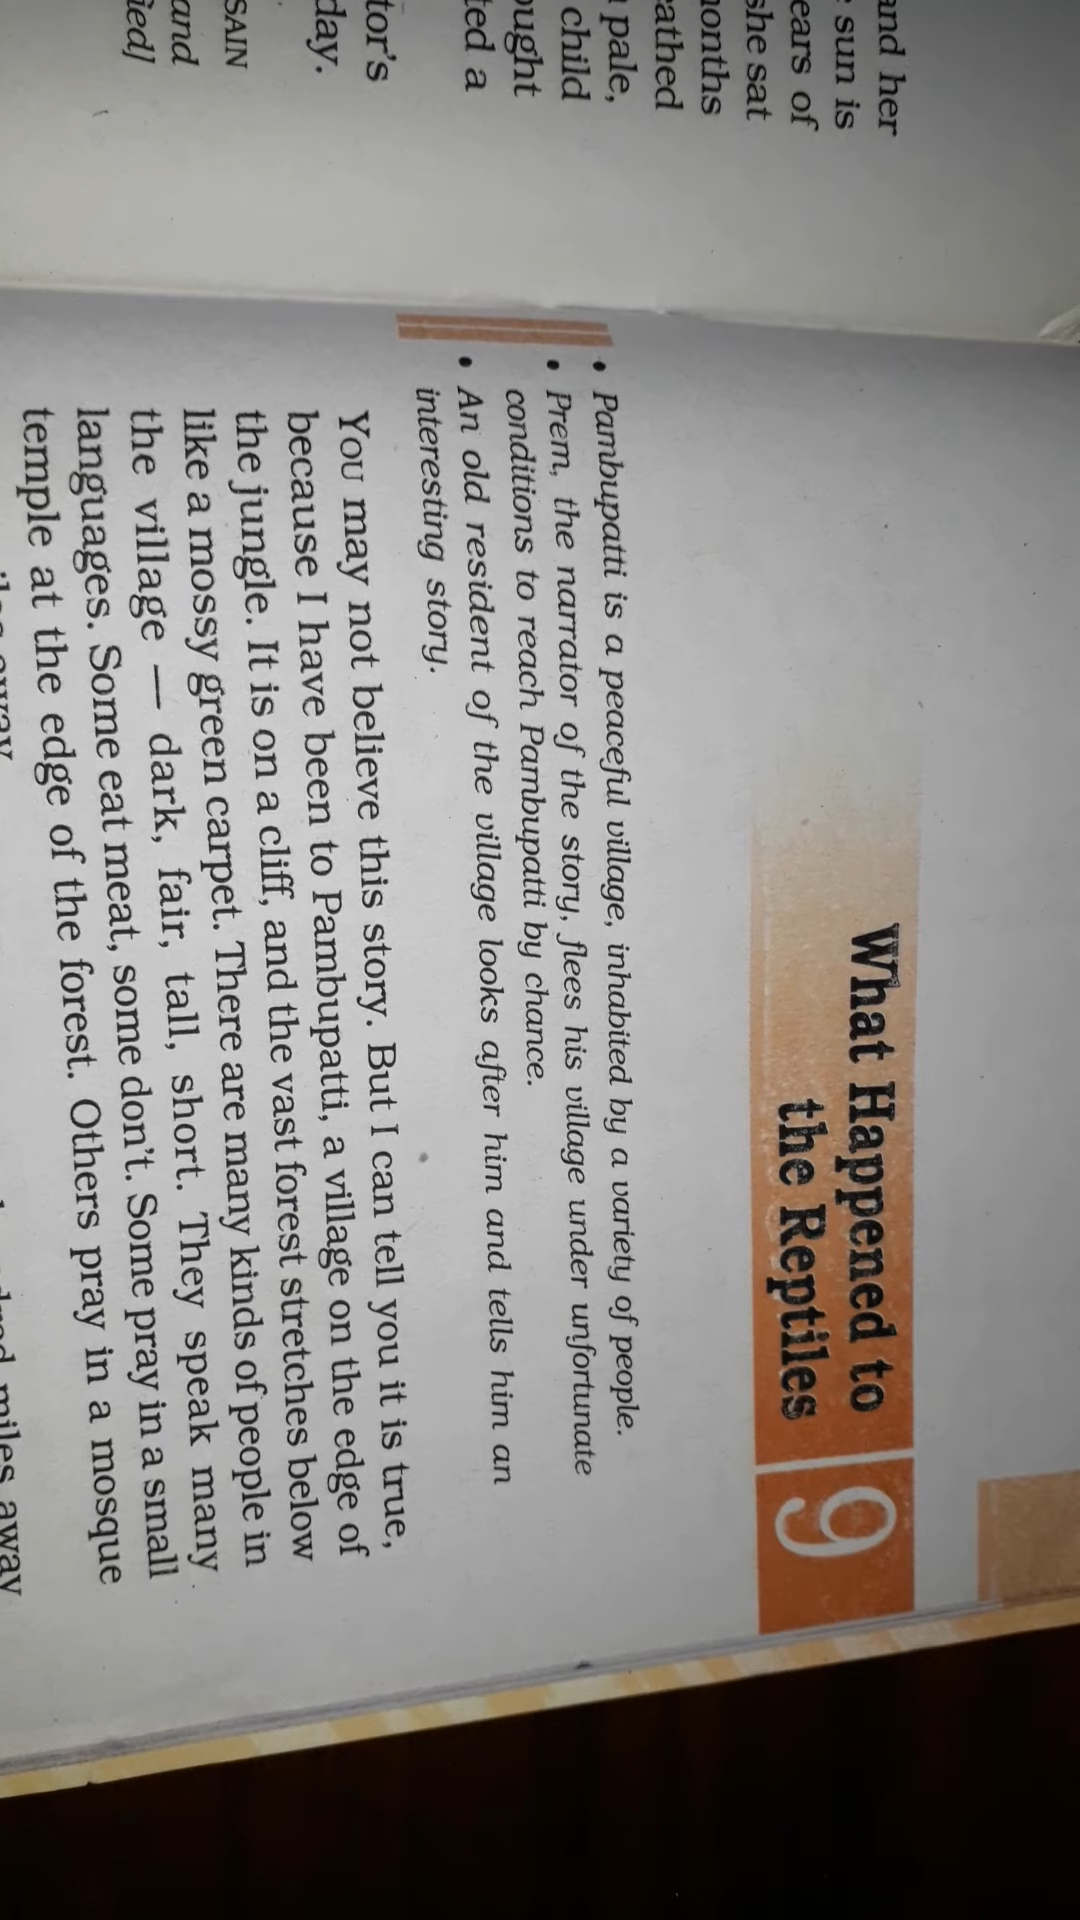 and her
sun is
ears of
she sat
months
eathed
pale,
child
ought
ted a
tor's
day.
SAIN
and
ied]
What Happened to
the Reptiles
9
• Pambupatti is a peaceful village, inhabited by a variety of people.
• Prem, the narrator of the story, flees his village under unfortunate
conditions to reach Pambupatti by chance.
• An old resident of the village looks after him and tells him an
interesting story.
You may not believe this story. But I can tell you it is true,
because I have been to Pambupatti, a village on the edge of
the jungle. It is on a cliff, and the vast forest stretches below
like a mossy green carpet. There are many kinds of people in
the village — dark, fair, tall, short. They speak many
languages. Some eat meat, some don't. Some pray in a small
temple at the edge of the forest. Others pray in a mosque
miles away